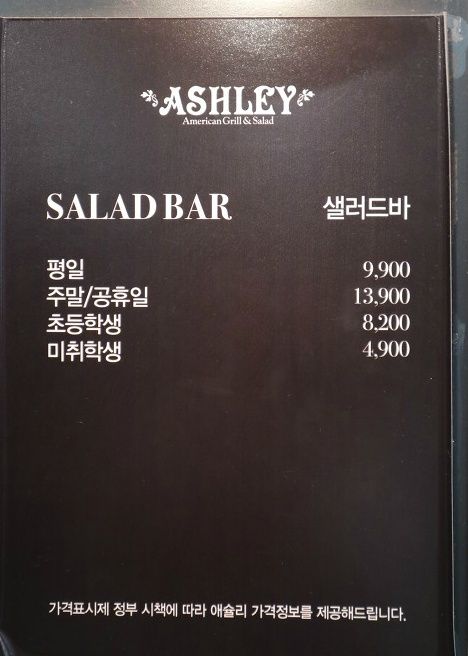 ASHLEY
American Grill & Salad
SALAD BAR 샐러드바
평일 9,900
주말/공휴일 13,900
초등학생 8,200
미취학생 4,900
가격표시제 정부 시책에 따라 애슐리 가격정보를 제공해드립니다.